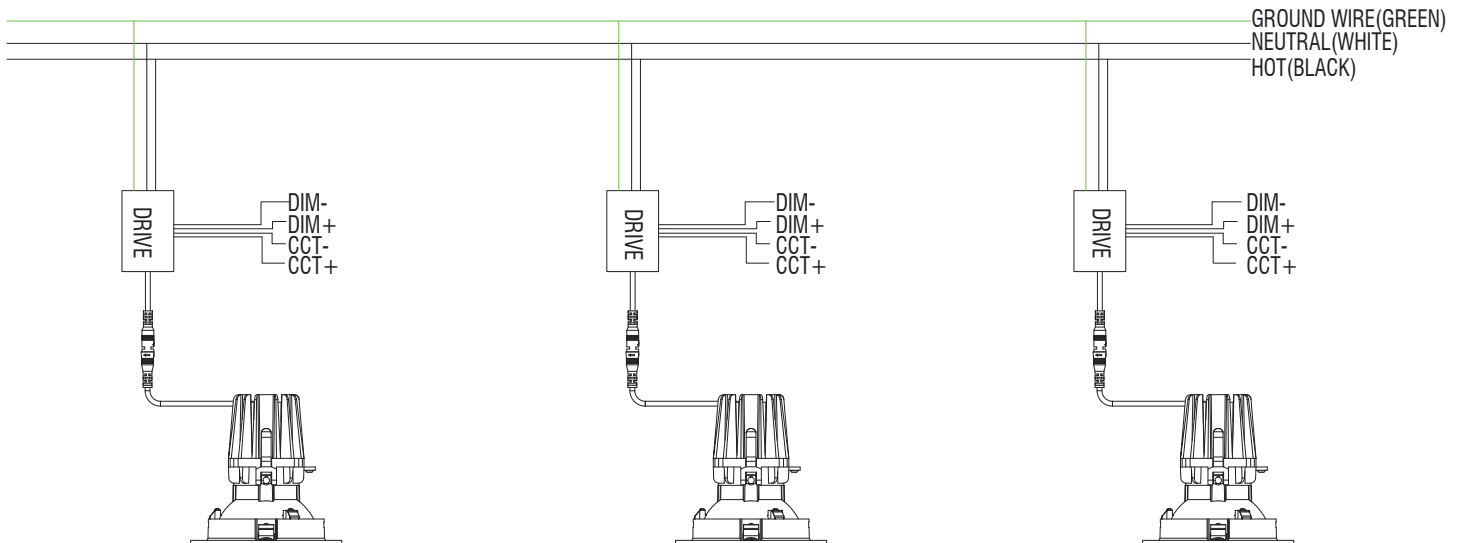 GROUND WIRE(GREEN)
NEUTRAL(WHITE)
HOT(BLACK)
DRIVE
DIM-
DIM+
CCT-
CCT+
DRIVE
DIM-
DIM+
CCT-
CCT+
DRIVE
DIM-
DIM+
CCT-
CCT+